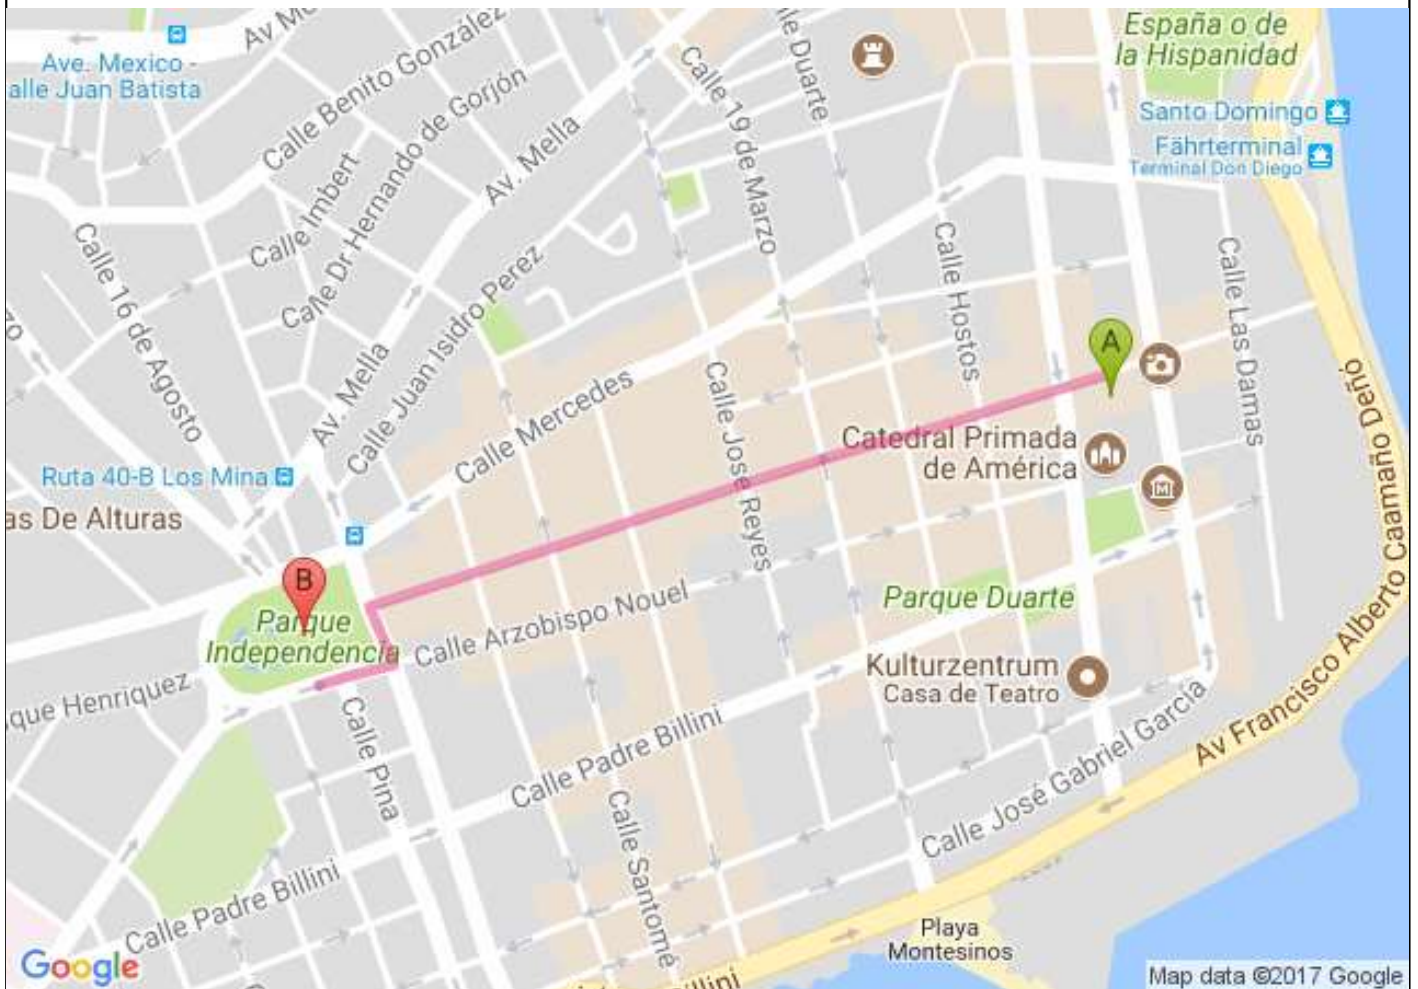 Av Me
España o de
la Hispanidad
Ave. Mexico -
alle Juan Batista
Calle Benito González
Calle 19 de Marzo
lle Duarte
Santo Domingo
Fährterminal
Terminal Don Diego
Calle Dr Hernando de Gorjón
Av. Mella
Calle Imbert
Calle 16 de Agosto
Calle Juan Isidro Perez
Calle Hostos
Calle Las Damas
zo
Av. Mella
Calle Mercedes
Calle Jose Reyes
A
Catedral Primada
de América
Ruta 40-B Los Mina
as De Alturas
B
Parque
Independencia
Calle Arzobispo Nouel
Parque Duarte
que Henriquez
Calle Pina
Kulturzentrum
Casa de Teatro
Calle Padre Billini
Calle José Gabriel García
Av Francisco Alberto Caamaño Deñó
Calle Santomé
Calle Padre Billini
Playa
Montesinos
Google
illini
Map data ©2017 Google